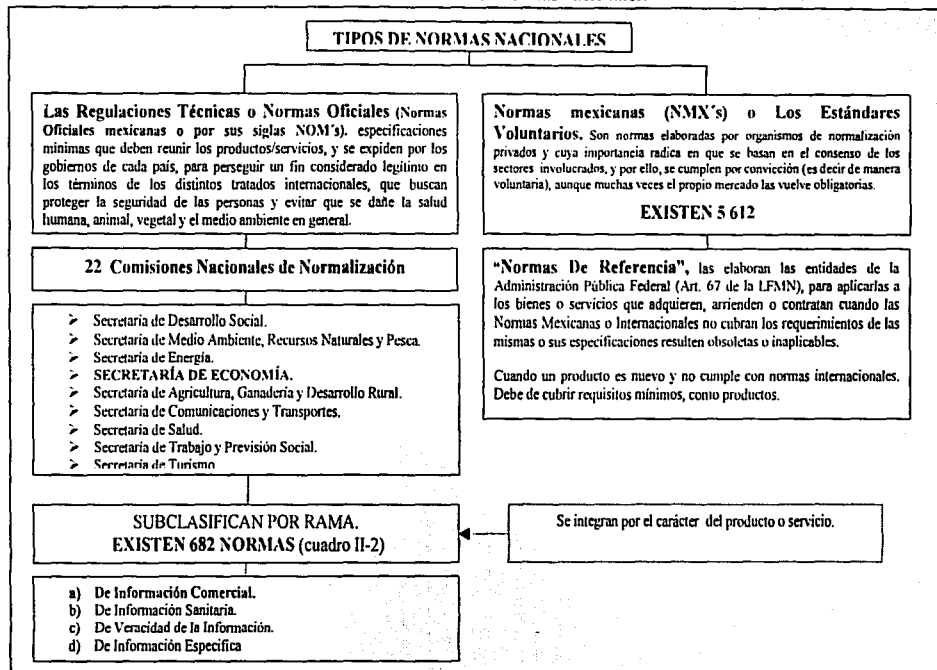 TIPOS DE NORMAS NACIONALES
Las Regulaciones Técnicas o Normas Oficiales (Normas
Oficiales mexicanas o por sus siglas NOM's). especificaciones
mínimas que deben reunir los productos/servicios, y se expiden por los
gobiernos de cada país, para perseguir un fin considerado legítimo en
los términos de los distintos tratados internacionales, que buscan
proteger la seguridad de las personas y evitar que se dañe la salud
humana, animal, vegetal y el medio ambiente en general.
22 Comisiones Nacionales de Normalización
➢ Secretaría de Desarrollo Social.
➢ Secretaría de Medio Ambiente, Recursos Naturales y Pesca.
➢ Secretaría de Energía.
➢ SECRETARÍA DE ECONOMÍA.
➢ Secretaría de Agricultura, Ganadería y Desarrollo Rural.
➢ Secretaría de Comunicaciones y Transportes.
➢ Secretaría de Salud.
➢ Secretaría de Trabajo y Previsión Social.
➢ Secretaría de Turismo
SUBCLASIFICAN POR RAMA.
EXISTEN 682 NORMAS (cuadro II-2)
a) De Información Comercial.
b) De Información Sanitaria.
c) De Veracidad de la Información.
d) De Información Especifica
Normas mexicanas (NMX's) o Los Estándares
Voluntarios. Son normas elaboradas por organismos de normalización
privados y cuya importancia radica en que se basan en el consenso de los
sectores involucrados, y por ello, se cumplen por convicción (es decir de manera
voluntaria), aunque muchas veces el propio mercado las vuelve obligatorias.
EXISTEN 5 612
"Normas De Referencia", las elaboran las entidades de la
Administración Pública Federal (Art. 67 de la LFMN), para aplicarlas a
los bienes o servicios que adquieren, arrienden o contratan cuando las
Normas Mexicanas o Internacionales no cubran los requerimientos de las
mismas o sus especificaciones resulten obsoletas o inaplicables.
Cuando un producto es nuevo y no cumple con normas internacionales.
Debe de cubrir requisitos mínimos, como productos.
Se integran por el carácter del producto o servicio.